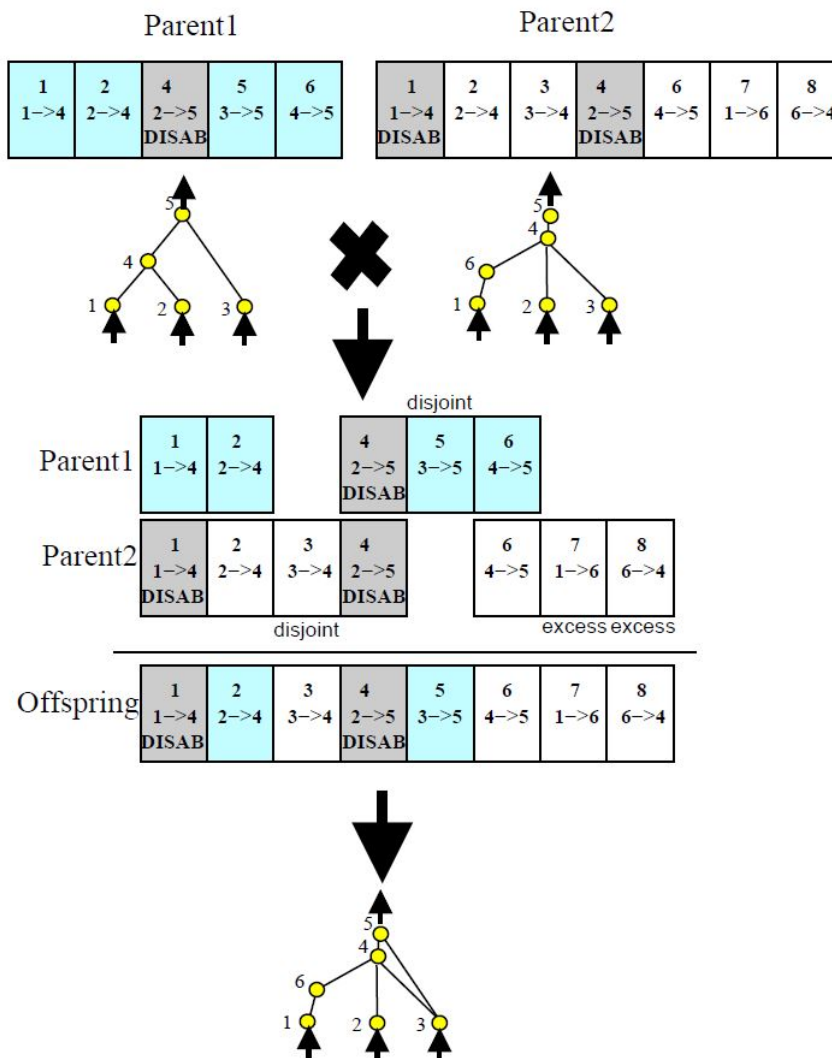 Parent1 Parent2
1 2 4 5 6 1 2 3 4 6 7 8
1−>4 2−>4 2−>5 3−>5 4−>5 1−>4 2−>4 3−>4 2−>5 4−>5 1−>6 6−>4
DISAB DISAB DISAB
5 5
4 4
6
1 2 3 1 2 3
disjoint
Parent1 1 2 4 5 6
1−>4 2−>4 2−>5 3−>5 4−>5
DISAB
Parent2 1 2 3 4 6 7 8
1−>4 2−>4 3−>4 2−>5 4−>5 1−>6 6−>4
DISAB DISAB
disjoint excess excess
Offspring 1 2 3 4 5 6 7 8
1−>4 2−>4 3−>4 2−>5 3−>5 4−>5 1−>6 6−>4
DISAB DISAB
5
4
6
1 2 3